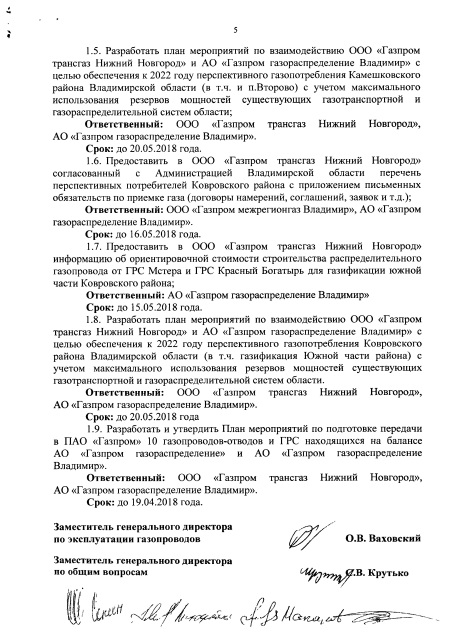 5
1.5. Разработать план мероприятий по взаимодействию ООО «Газпром
трансгаз Нижний Новгород» и АО «Газпром газораспределение Владимир» с
целью обеспечения к 2022 году перспективного газопотребления Камешковского
района Владимирской области (в т.ч. и п.Второво) с учетом максимального
использования резервов мощностей существующих газотранспортной и
газораспределительной систем области;
Ответственный: ООО «Газпром трансгаз Нижний Новгород»,
АО «Газпром газораспределение Владимир».
Срок: до 20.05.2018 года.
1.6. Предоставить в ООО «Газпром трансгаз Нижний Новгород»
согласованный с Администрацией Владимирской области перечень
перспективных потребителей Ковровского района с приложением письменных
обязательств по приемке газа (договоры намерений, соглашений, заявок и т.д.);
Ответственный: ООО «Газпром межрегионгаз Владимир», АО «Газпром
газораспределение Владимир».
Срок: до 16.05.2018 года.
1.7. Предоставить в ООО «Газпром трансгаз Нижний Новгород»
информацию об ориентировочной стоимости строительства распределительного
газопровода от ГРС Мстера и ГРС Красный Богатырь для газификации южной
части Ковровского района;
Ответственный: АО «Газпром газораспределение Владимир»
Срок: до 15.05.2018 года.
1.8. Разработать план мероприятий по взаимодействию ООО «Газпром
трансгаз Нижний Новгород» и АО «Газпром газораспределение Владимир» с
целью обеспечения к 2022 году перспективного газопотребления Ковровского
района Владимирской области (в т.ч. газификация Южной части района) с
учетом максимального использования резервов мощностей существующих
газотранспортной и газораспределительной систем области.
Ответственный: ООО «Газпром трансгаз Нижний Новгород»,
АО «Газпром газораспределение Владимир».
Срок: до 20.05.2018 года
1.9. Разработать и утвердить План мероприятий по подготовке передачи
в ПАО «Газпром» 10 газопроводов-отводов и ГРС находящихся на балансе
АО «Газпром газораспределение» и АО «Газпром газораспределение
Владимир».
Ответственный: ООО «Газпром трансгаз Нижний Новгород»,
АО «Газпром газораспределение Владимир».
Срок: до 19.04.2018 года.
Заместитель генерального директора
по эксплуатации газопроводов О.В. Ваховский
Заместитель генерального директора
по общим вопросам С.В. Крутько